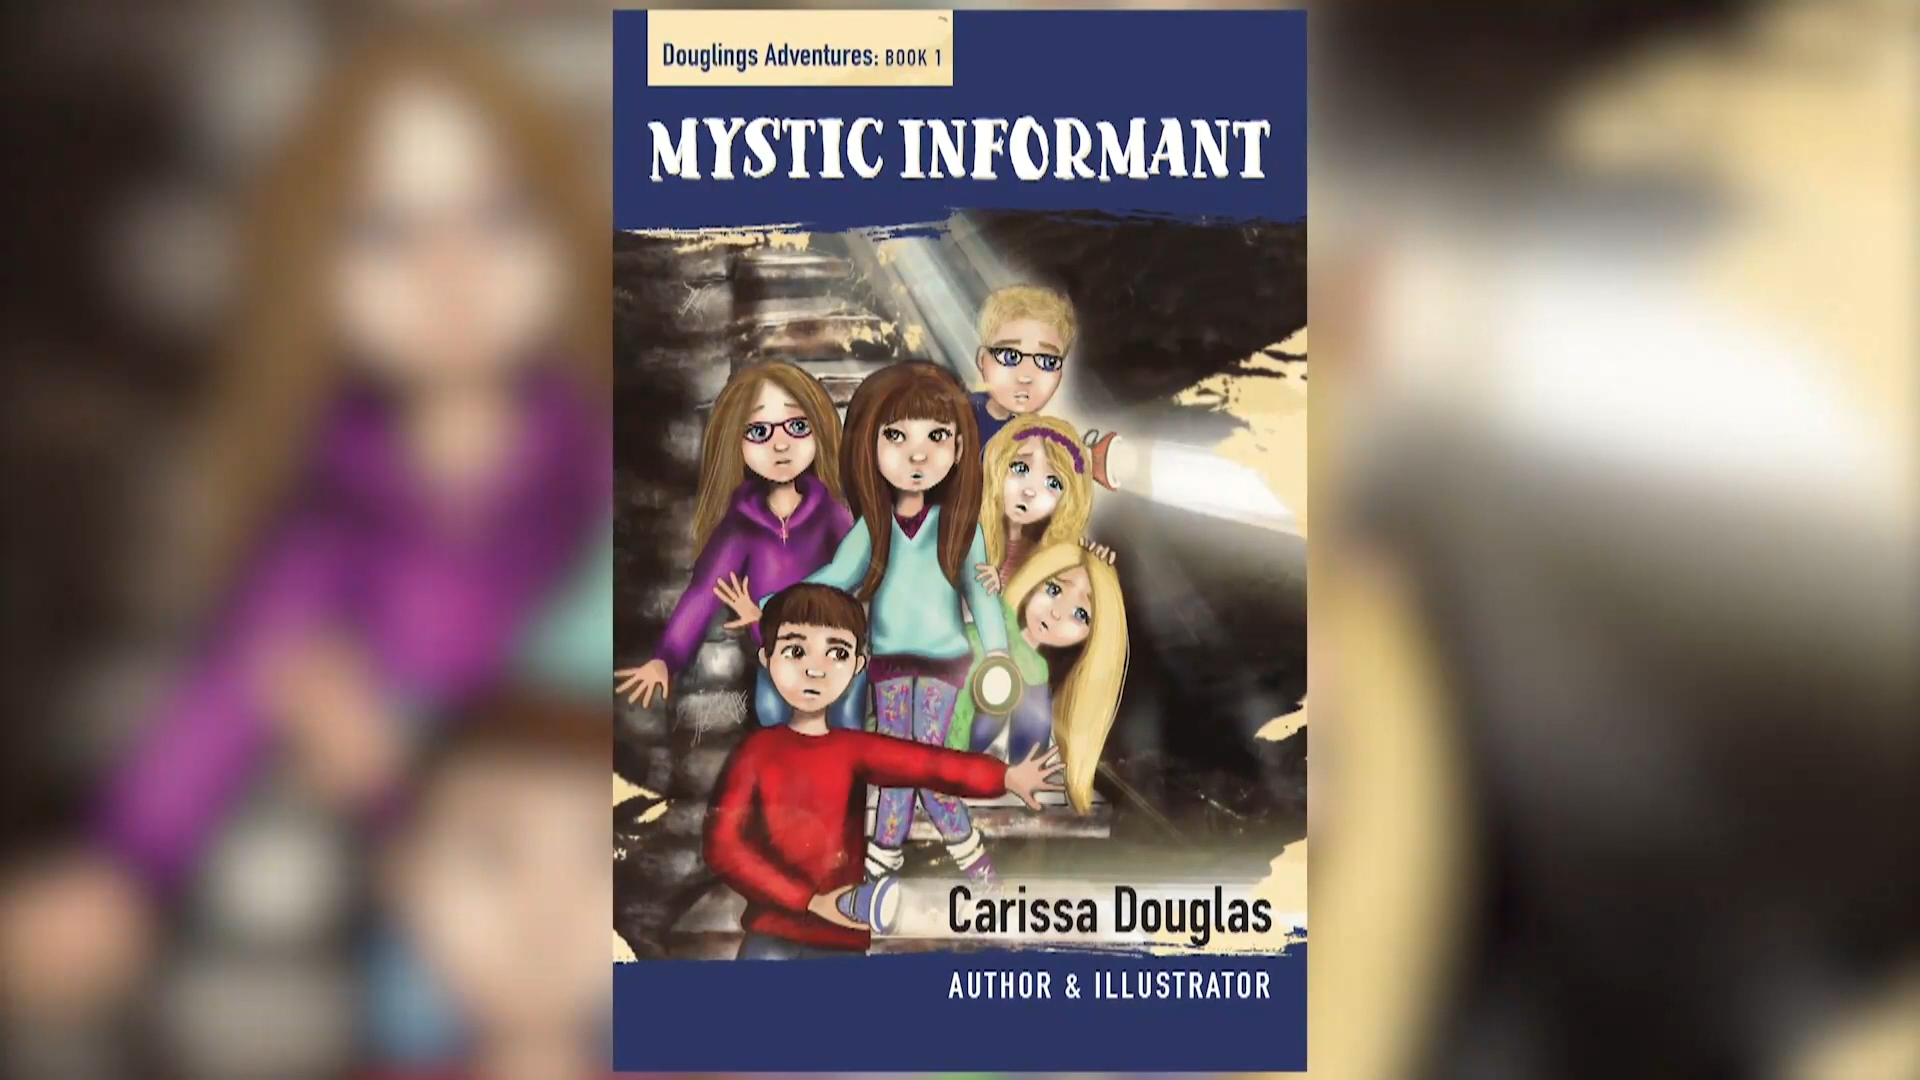 Douglings Adventures: BOOK 1
MYSTIC INFORMANT
Carissa Douglas
AUTHOR & ILLUSTRATOR